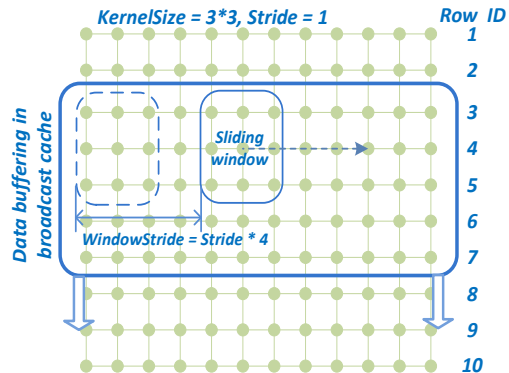 KernelSize = 3*3, Stride = 1
Row ID
1
2
3
4
5
6
7
8
9
10
Data buffering in
broadcast cache
Sliding
window
WindowStride = Stride * 4